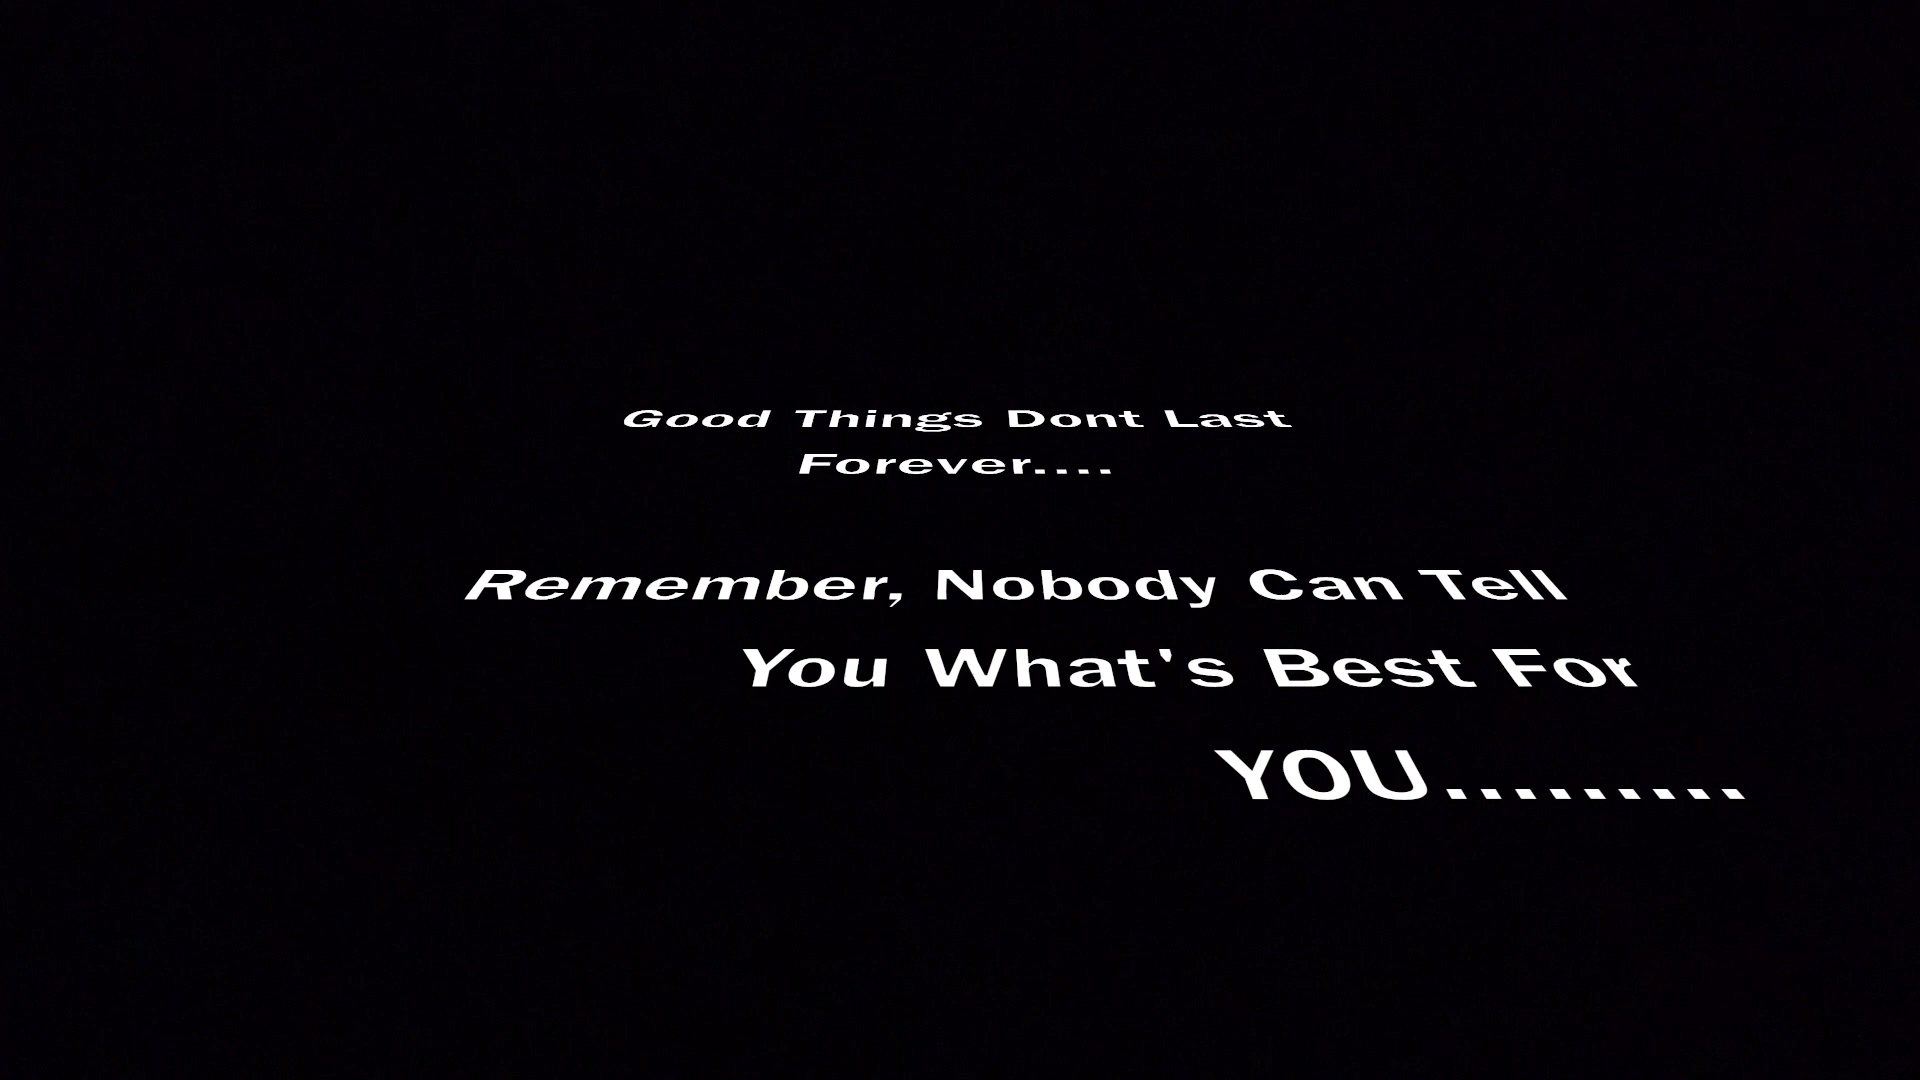 Good Things Dont Last
Forever....
Remember, Nobody Can Tell
You What's Best For
YOU.........